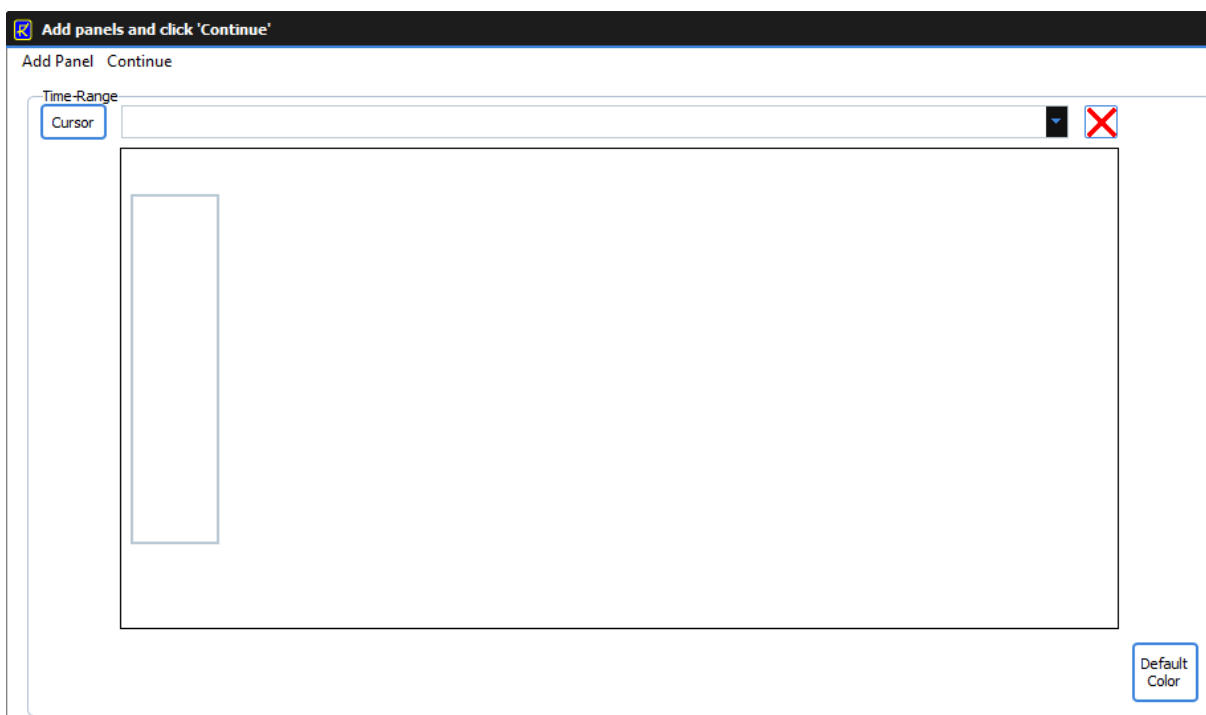 Add panels and click 'Continue'
Add Panel Continue
Time-Range
Cursor
Default
Color